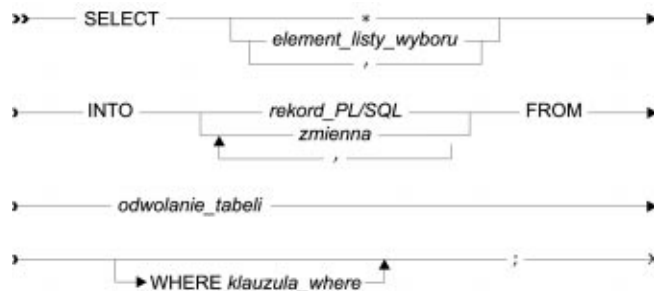 SELECT *
element_listy_wyboru
,
INTO rekord_PL/SQL FROM
zmienna
,
odwolanie_tabeli
;
WHERE klauzula_where